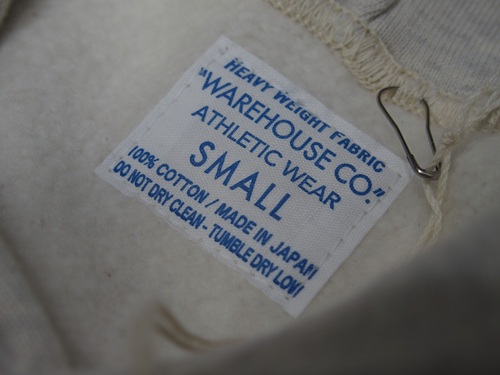 HEAVY WEIGHT FABRIC
"WAREHOUSE CO."
ATHLETIC WEAR
SMALL
100% COTTON / MADE IN JAPAN
DO NOT DRY CLEAN - TUMBLE DRY LOW!